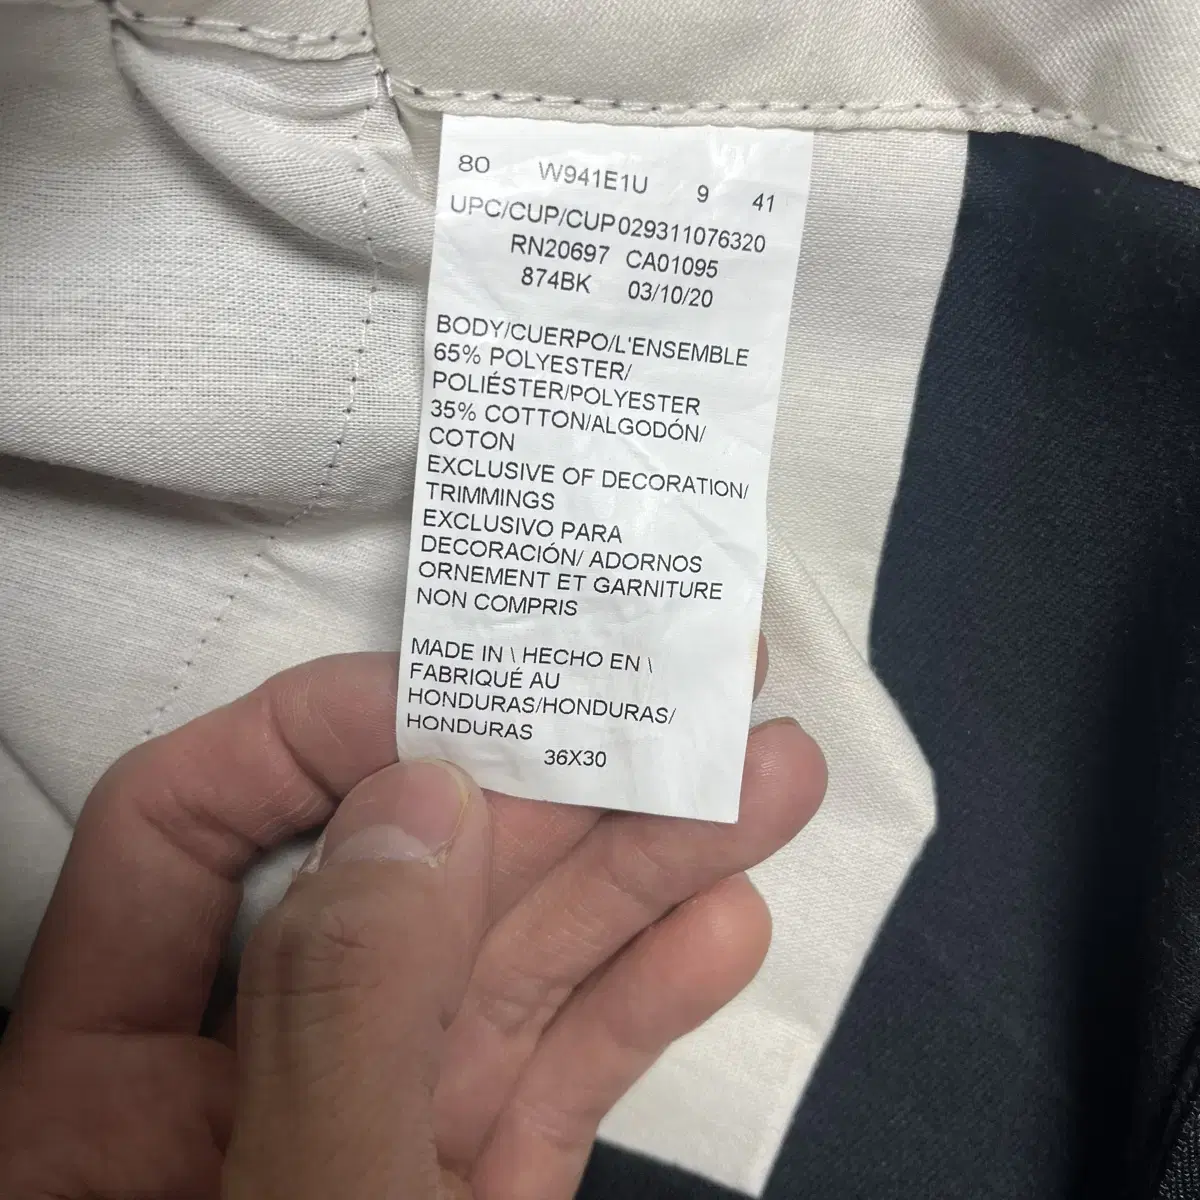 80 W941E1U 9 41
UPC/CUP/CUP029311076320
RN20697 CA01095
874BK 03/10/20
BODY/CUERPO/L'ENSEMBLE
65% POLYESTER/
POLIÉSTER/POLYESTER
35% COTTON/ALGODÓN/
COTON
EXCLUSIVE OF DECORATION/
TRIMMINGS
EXCLUSIVO PARA
DECORACIÓN/ ADORNOS
ORNEMENT ET GARNITURE
NON COMPRIS
MADE IN \ HECHO EN \
FABRIQUÉ AU
HONDURAS/HONDURAS/
HONDURAS
36X30